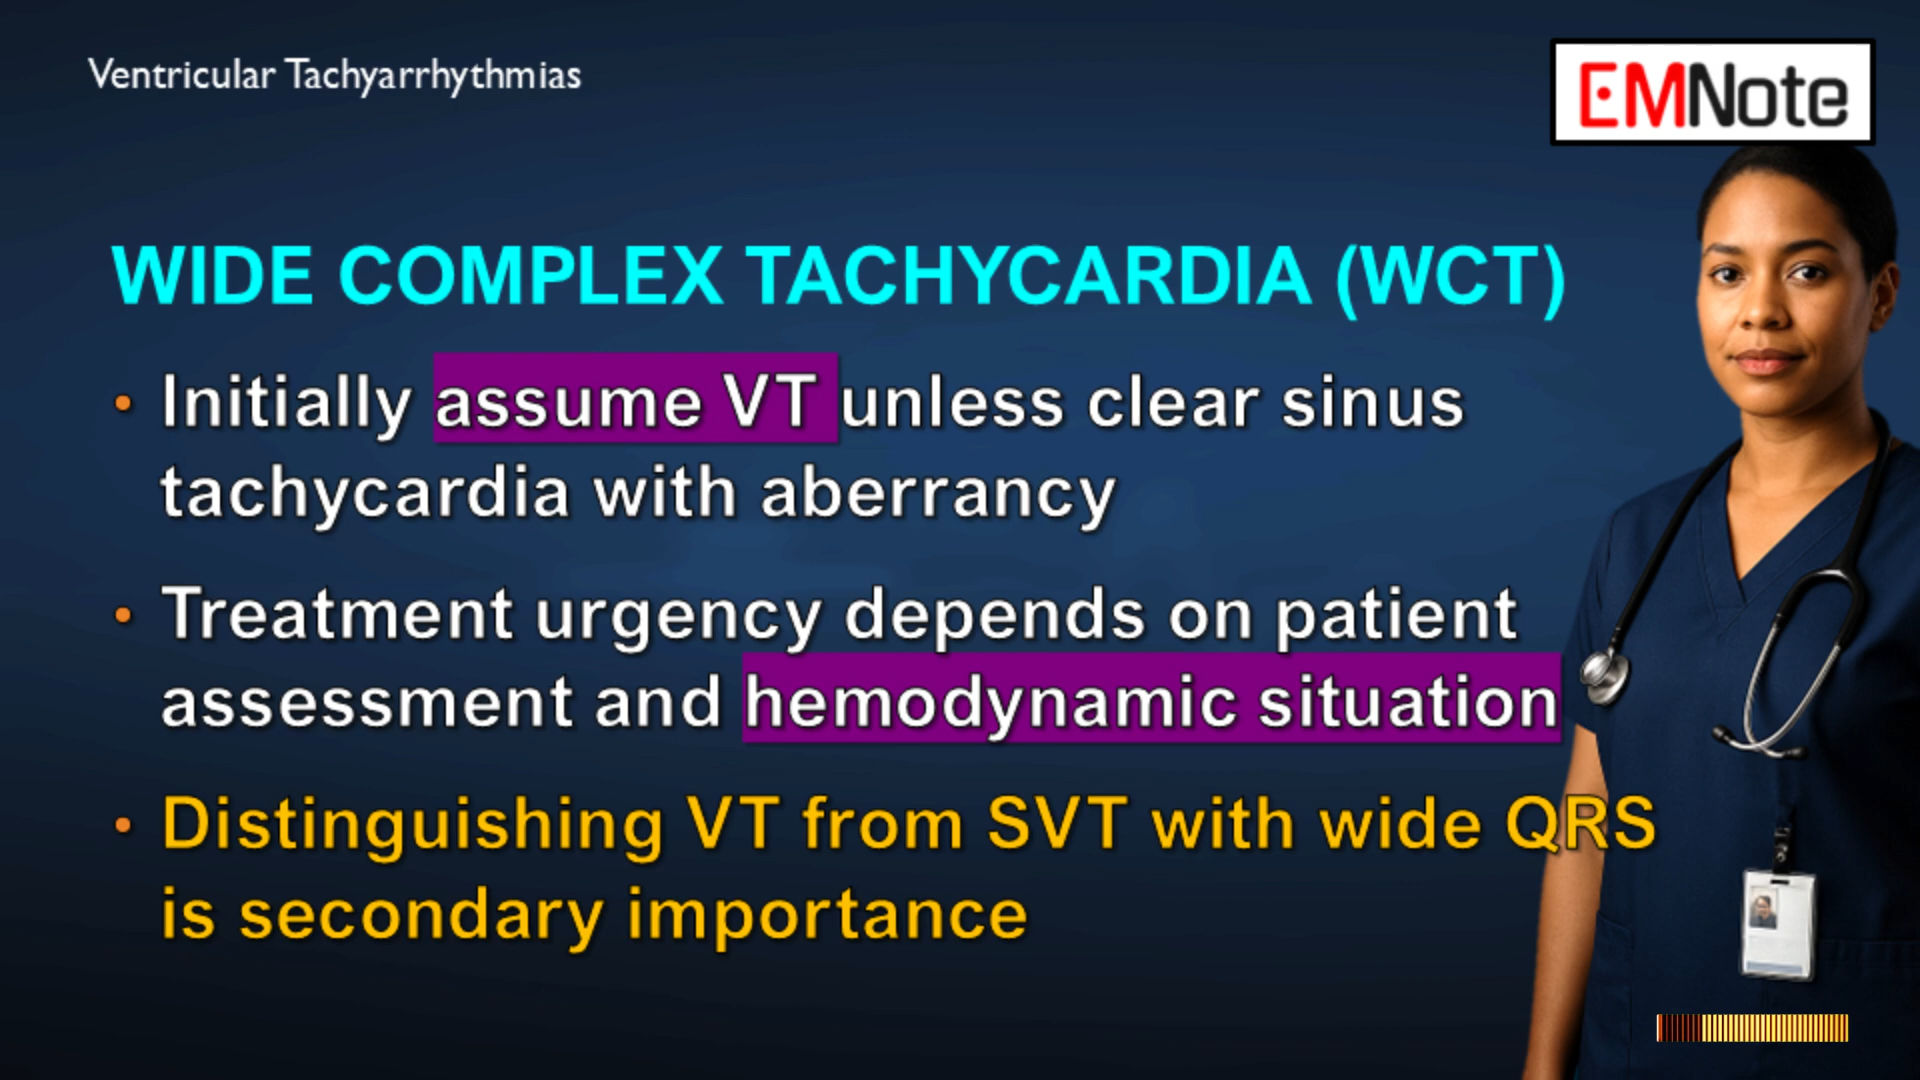 Ventricular Tachyarrhythmias
EMNote
WIDE COMPLEX TACHYCARDIA (WCT)
• Initially assume VT unless clear sinus
tachycardia with aberrancy
• Treatment urgency depends on patient
assessment and hemodynamic situation
• Distinguishing VT from SVT with wide QRS
is secondary importance